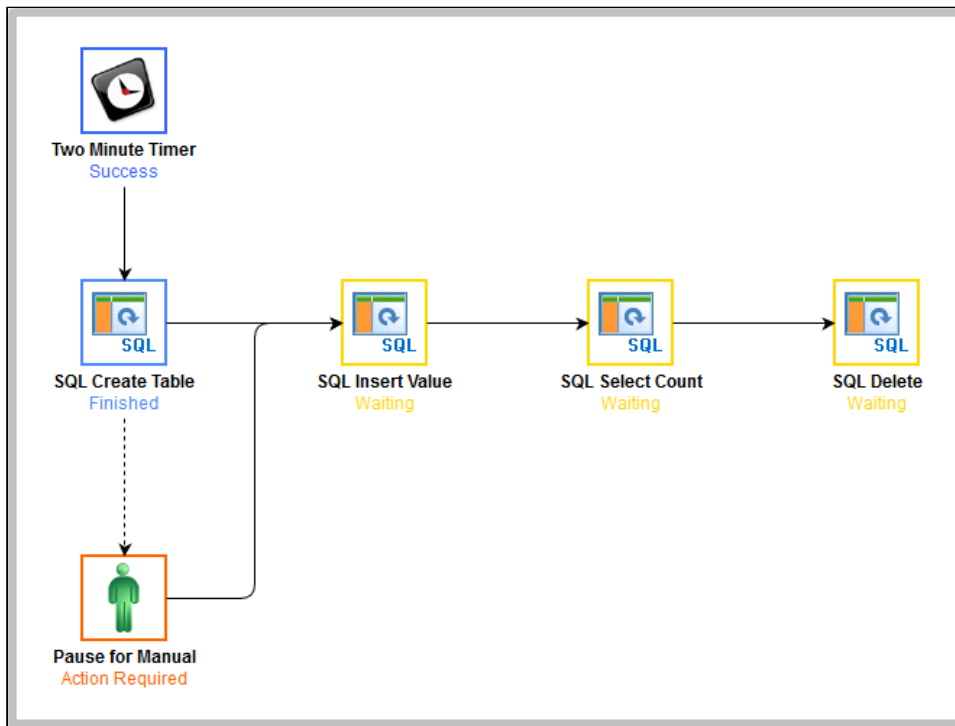 Two Minute Timer
Success
SQL
SQL Create Table
Finished
SQL
SQL Insert Value
Waiting
SQL
SQL Select Count
Waiting
SQL
SQL Delete
Waiting
Pause for Manual
Action Required